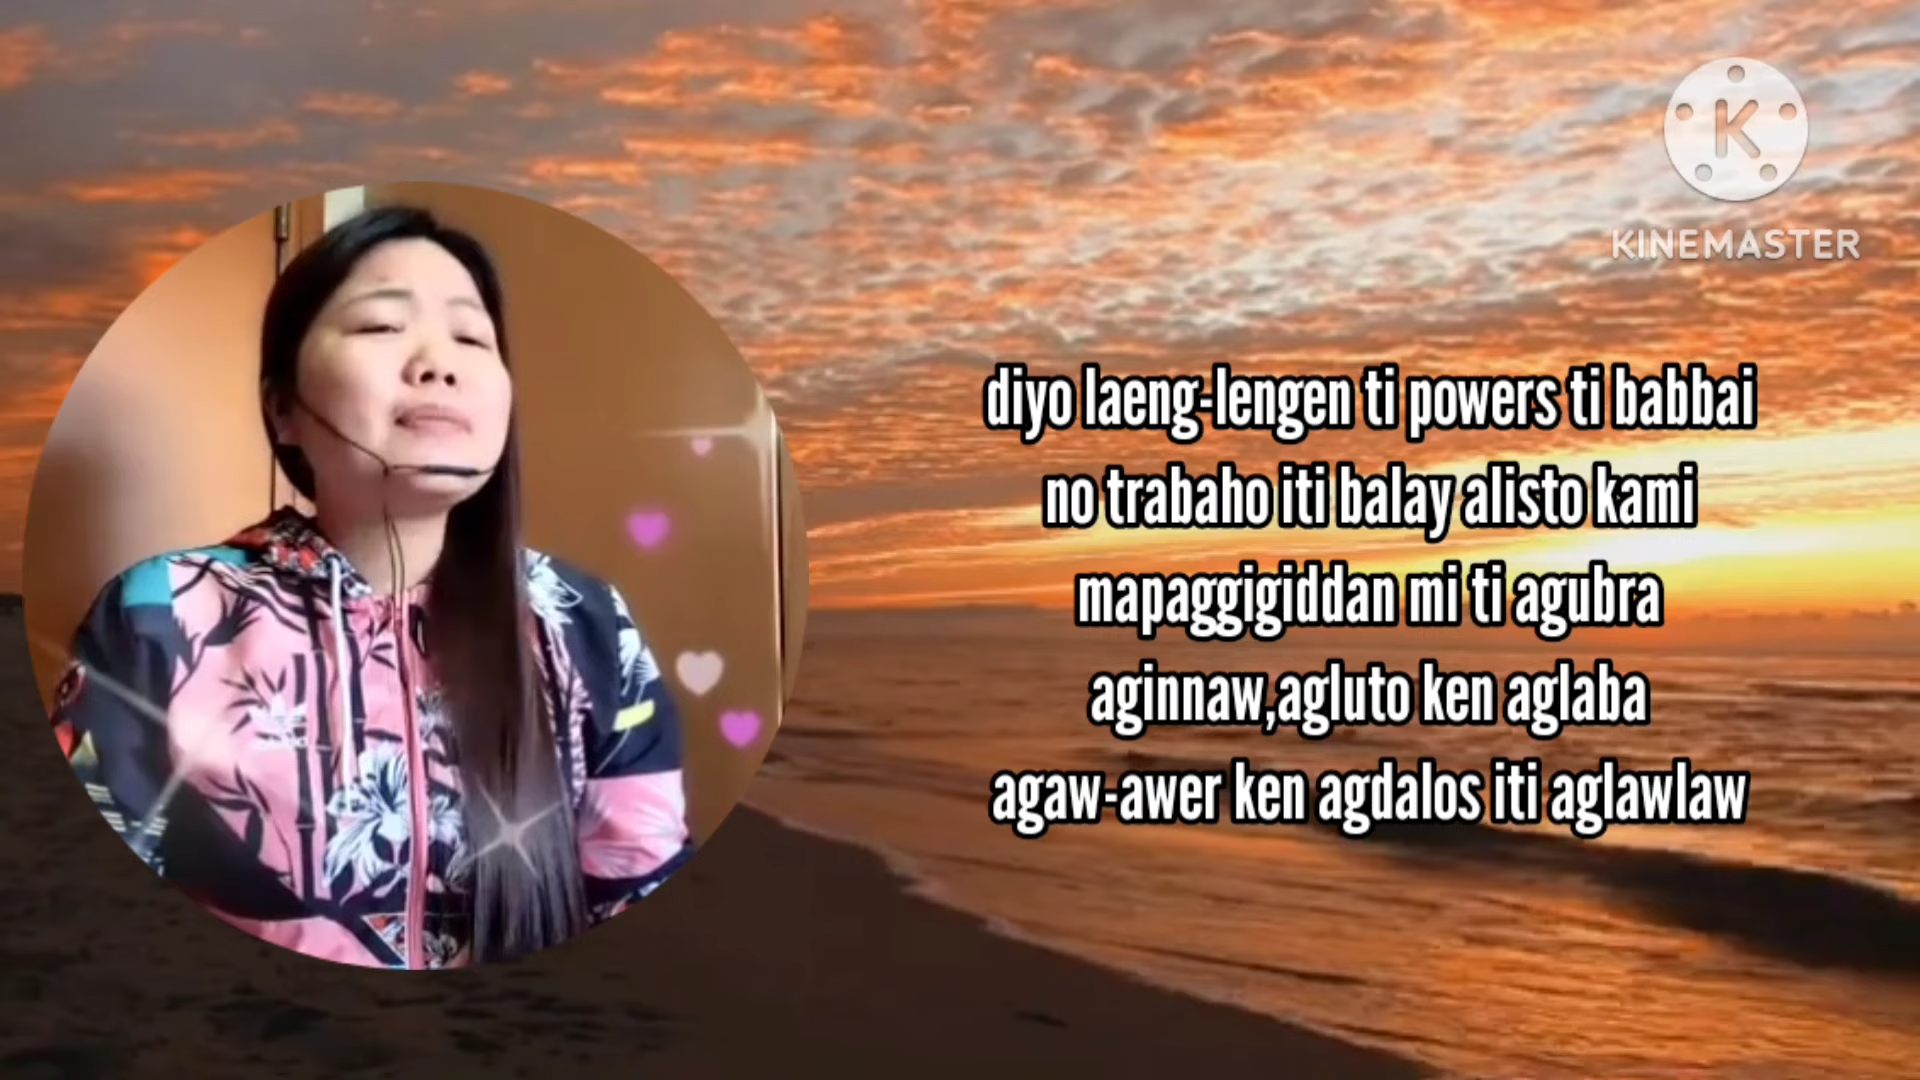 K
KINEMASTER
diyo laeng-lengen ti powers ti babbai
no trabaho iti balay alisto kami
mapaggigiddan mi ti agubra
aginnaw,agluto ken aglaba
agaw-awer ken agdalos iti aglawlaw